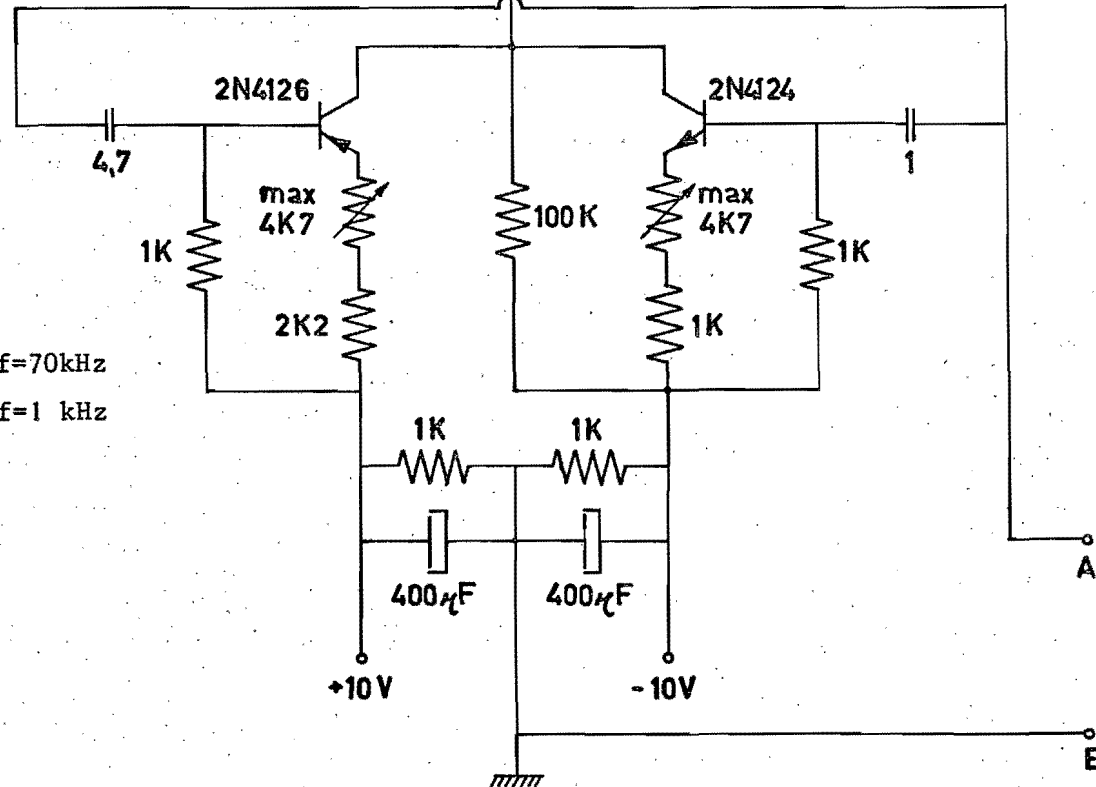 2N4126
2N4124
4,7
1
max
4K7
max
4K7
100K
1K
1K
2K2
1K
f=70kHz
f=1 kHz
1K
1K
400μF
400μF
A
+10V
-10V